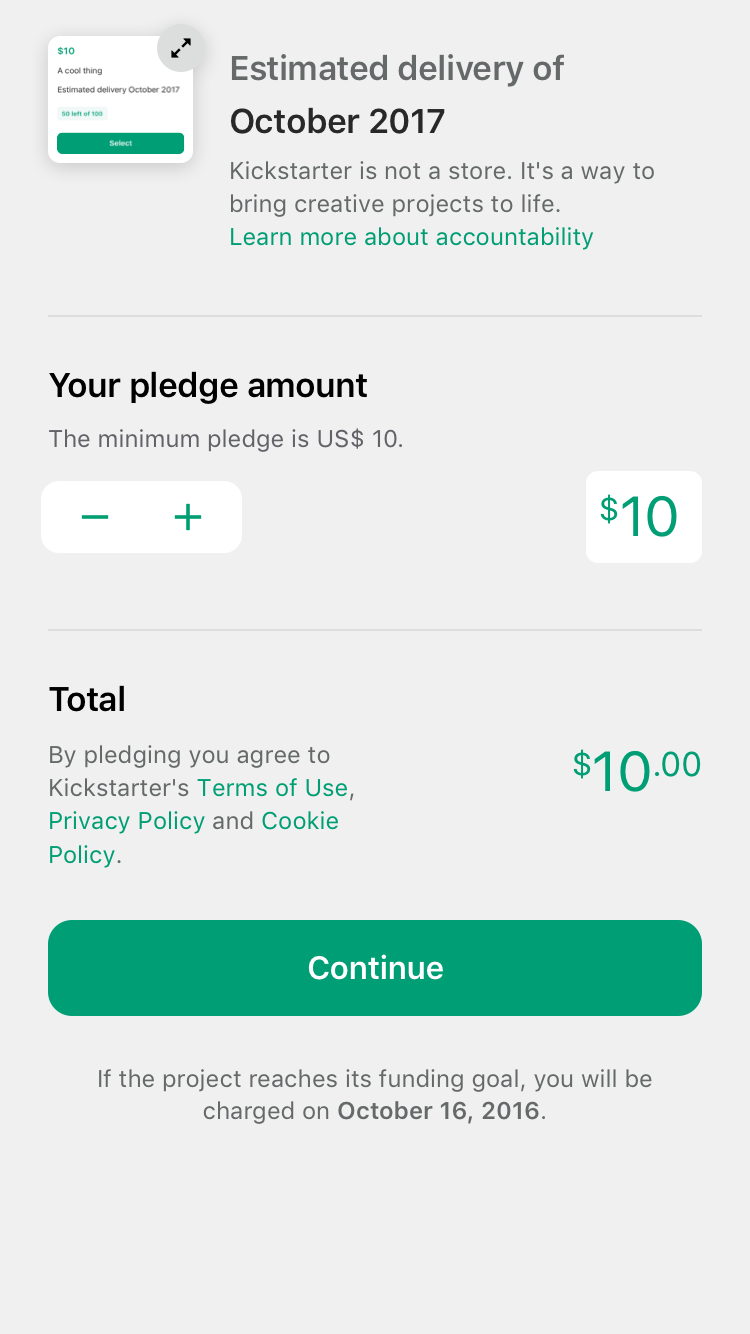 $10
A cool thing
Estimated delivery October 2017
50 left of 100
Select
Estimated delivery of
October 2017
Kickstarter is not a store. It's a way to
bring creative projects to life.
Learn more about accountability
Your pledge amount
The minimum pledge is US$ 10.
$10
Total
By pledging you agree to
Kickstarter's Terms of Use,
Privacy Policy and Cookie
Policy.
$10.00
Continue
If the project reaches its funding goal, you will be
charged on October 16, 2016.